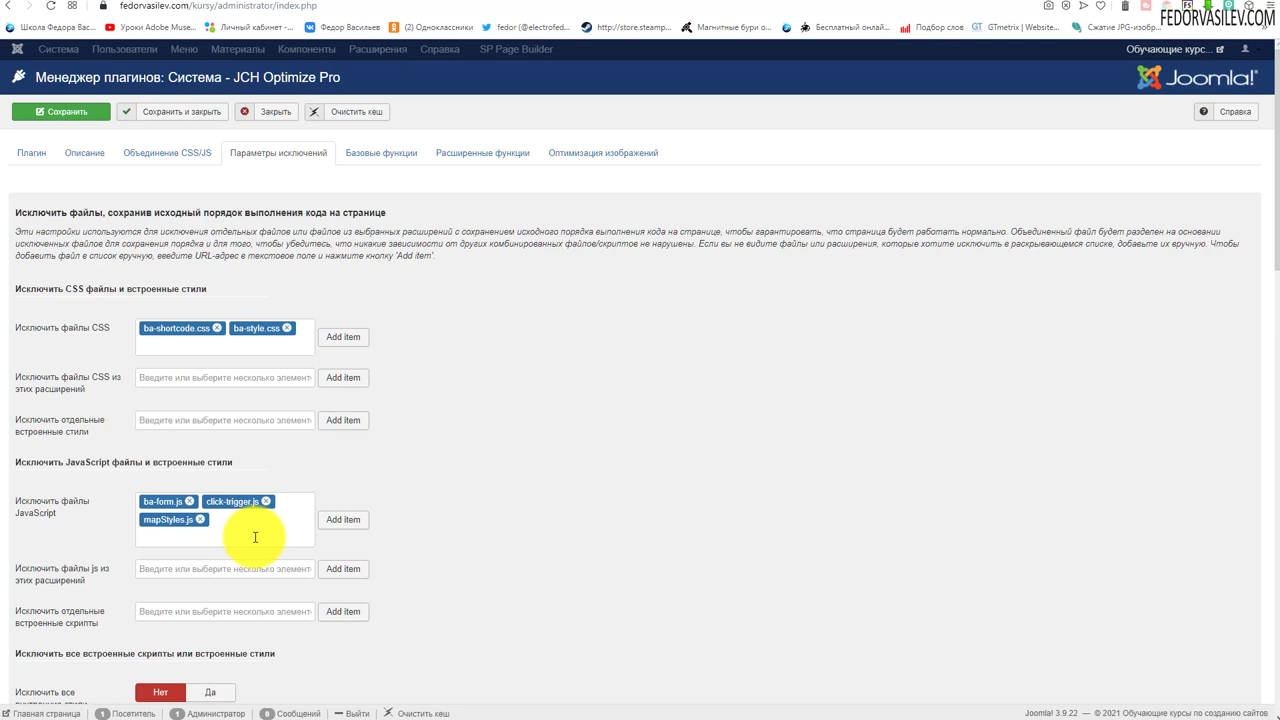 fedorvasilev.com/kursy/administrator/index.php
FEDORVASILEV.COM
Школа Федора Вас...
Уроки Adobe Muse...
Личный кабинет -...
Федор Васильев
(2) Одноклассники
fedor (@electrofed...
http://store.steamp...
Магнитные бури о...
Бесплатный онлай...
Подбор слов
GTmetrix | Website...
Сжатие JPG-изобр...
Система Пользователи Меню Материалы Компоненты Расширения Справка SP Page Builder
Обучающие курс...
Менеджер плагинов: Система - JCH Optimize Pro
Joomla!
Сохранить
Сохранить и закрыть
Закрыть
Очистить кеш
Справка
Плагин Описание Объединение CSS/JS Параметры исключений Базовые функции Расширенные функции Оптимизация изображений
Исключить файлы, сохранив исходный порядок выполнения кода на странице
Эти настройки используются для исключения отдельных файлов или файлов из выбранных расширений с сохранением исходного порядка выполнения кода на странице, чтобы гарантировать, что страница будет работать нормально. Объединенный файл будет разделен на основании
исключенных файлов для сохранения порядка и для того, чтобы убедитесь, что никакие зависимости от других комбинированных файлов/скриптов не нарушены. Если вы не видите файлы или расширения, которые хотите исключить в раскрывающемся списке, добавьте их вручную. Чтобы
добавить файл в список вручную, введите URL-адрес в текстовое поле и нажмите кнопку 'Add item'.
Исключить CSS файлы и встроенные стили
Исключить файлы CSS
ba-shortcode.css
ba-style.css
Add item
Исключить файлы CSS из
этих расширений
Введите или выберите несколько элемент
Add item
Исключить отдельные
встроенные стили
Введите или выберите несколько элемент
Add item
Исключить JavaScript файлы и встроенные стили
Исключить файлы
JavaScript
ba-form.js
click-trigger.js
mapStyles.js
Add item
Исключить файлы js из
этих расширений
Введите или выберите несколько элемент
Add item
Исключить отдельные
встроенные скрипты
Введите или выберите несколько элемент
Add item
Исключить все встроенные скрипты или встроенные стили
Исключить все
Нет
Да
Главная страница
1 Посетитель
1 Администратор
0 Сообщений
Выйти
Очистить кеш
Joomla! 3.9.22 — © 2021 Обучающие курсы по созданию сайтов